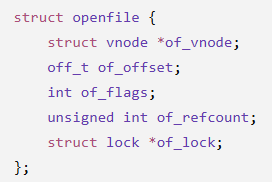 struct openfile {
    struct vnode *of_vnode;
    off_t of_offset;
    int of_flags;
    unsigned int of_refcount;
    struct lock *of_lock;
};